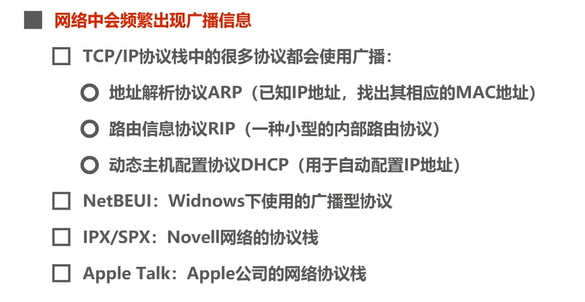 网络中会频繁出现广播信息
TCP/IP协议栈中的很多协议都会使用广播：
地址解析协议ARP（已知IP地址，找出其相应的MAC地址）
路由信息协议RIP（一种小型的内部路由协议）
动态主机配置协议DHCP（用于自动配置IP地址）
NetBEUI：Widnows下使用的广播型协议
IPX/SPX：Novell网络的协议栈
Apple Talk：Apple公司的网络协议栈